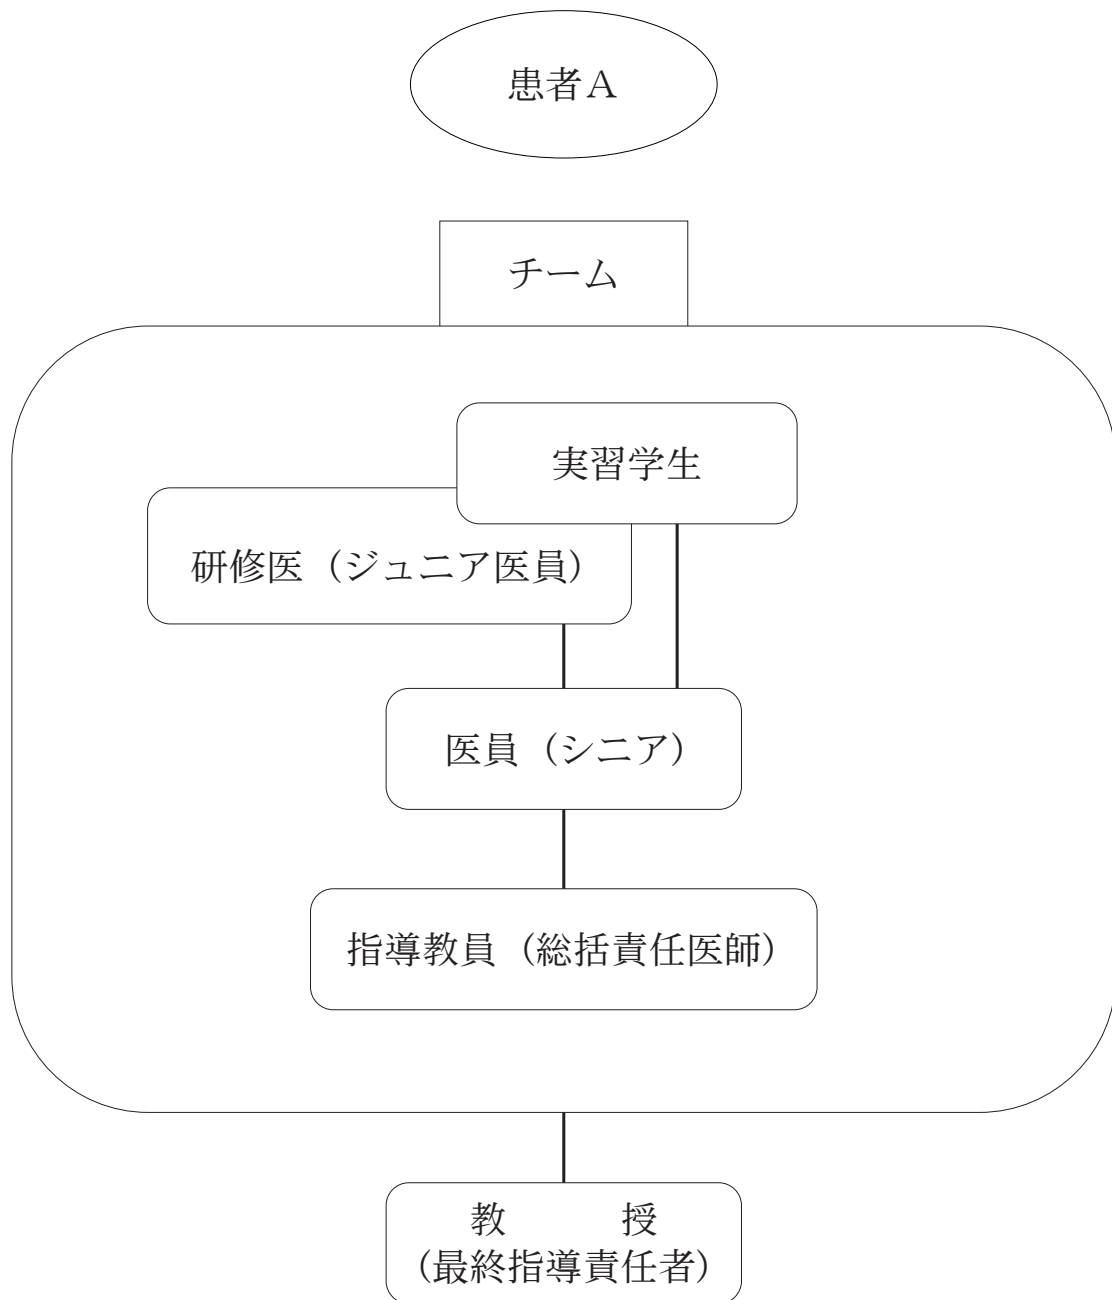 患者A
チーム
実習学生
研修医（ジュニア医員）
医員（シニア）
指導教員（総括責任医師）
教　　　授
（最終指導責任者）